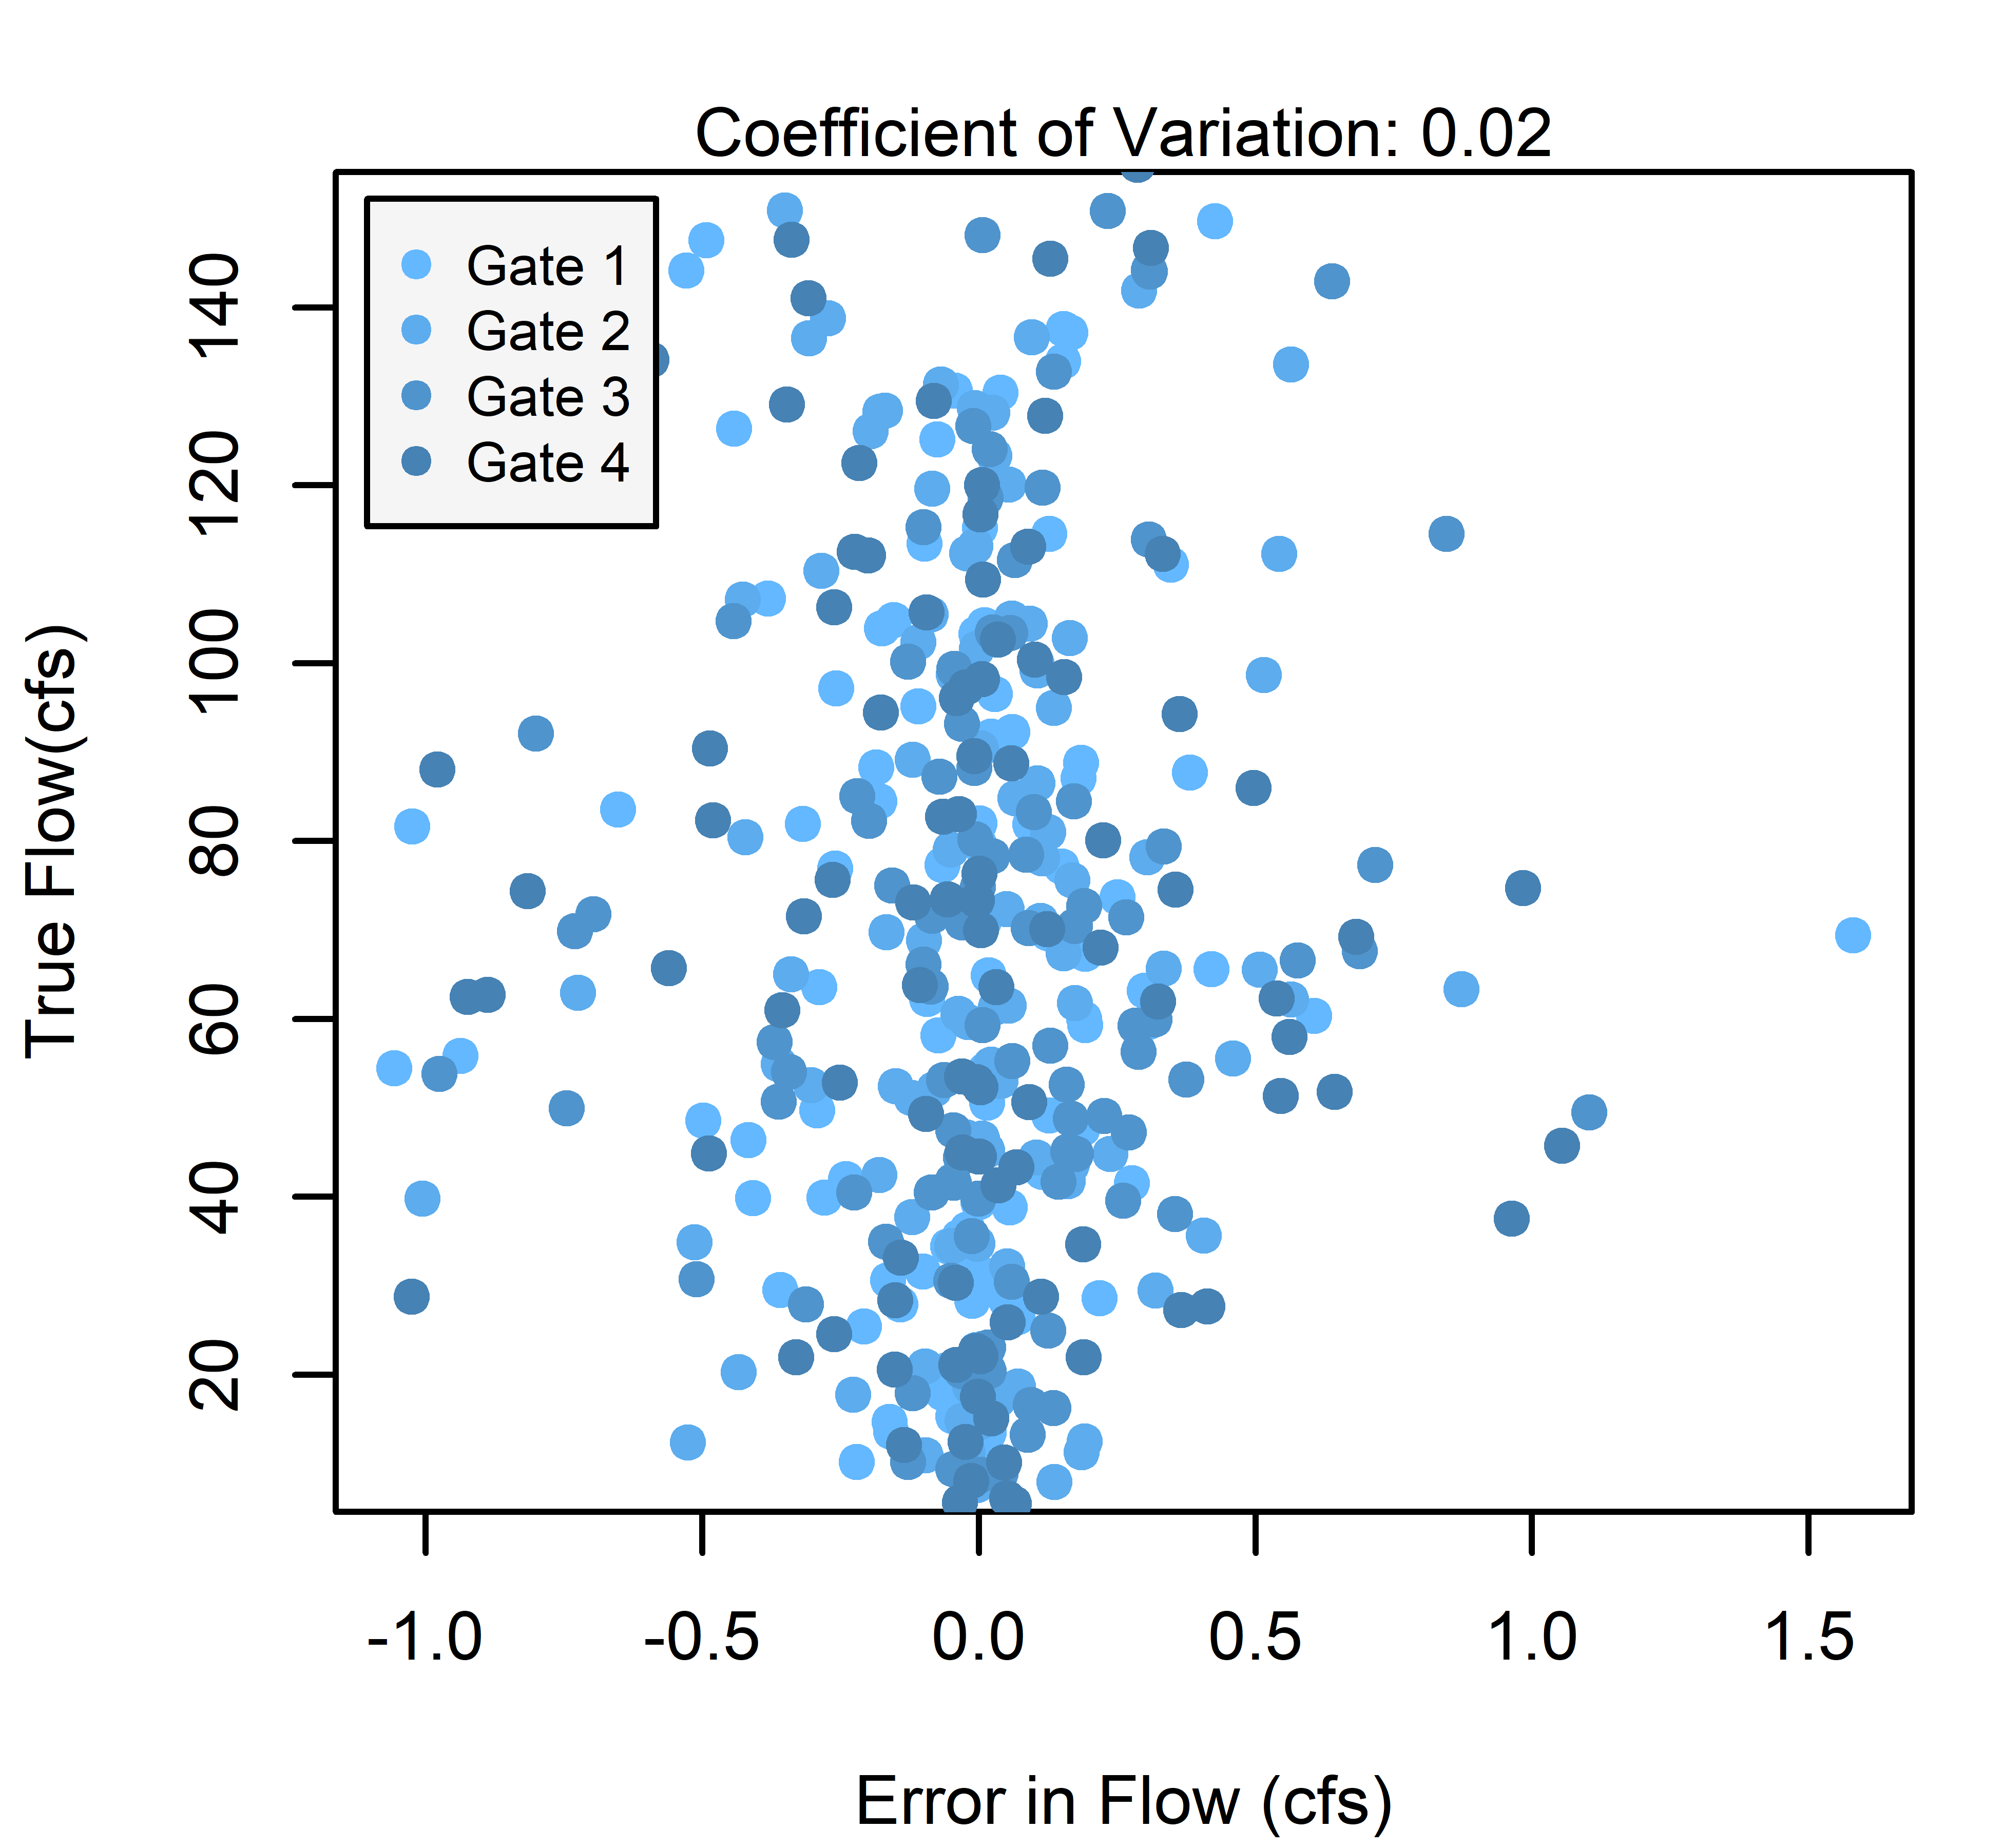 Coefficient of Variation: 0.02
Gate 1
Gate 2
Gate 3
Gate 4
True Flow(cfs)
140
120
100
80
60
40
20
-1.0 -0.5 0.0 0.5 1.0 1.5
Error in Flow (cfs)